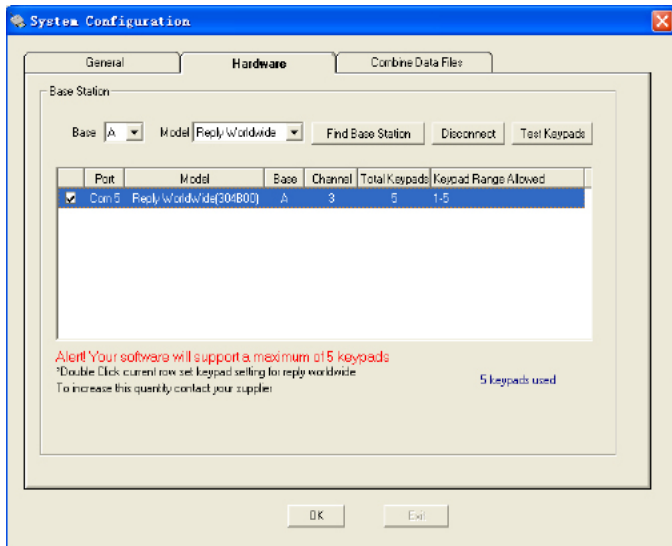 System Configuration
General Hardware Combine Data Files
Base Station
Base A Model Reply Worldwide Find Base Station Disconnect Test Keypads
Port Model Base Channel Total Keypads Keypad Range Allowed
Com 5 Reply WorldWide(304B00) A 3 5 1-5
Alert! Your software will support a maximum of 5 keypads
*Double Click current row set keypad setting for reply worldwide
5 keypads used
To increase this quantity contact your supplier
OK Exit